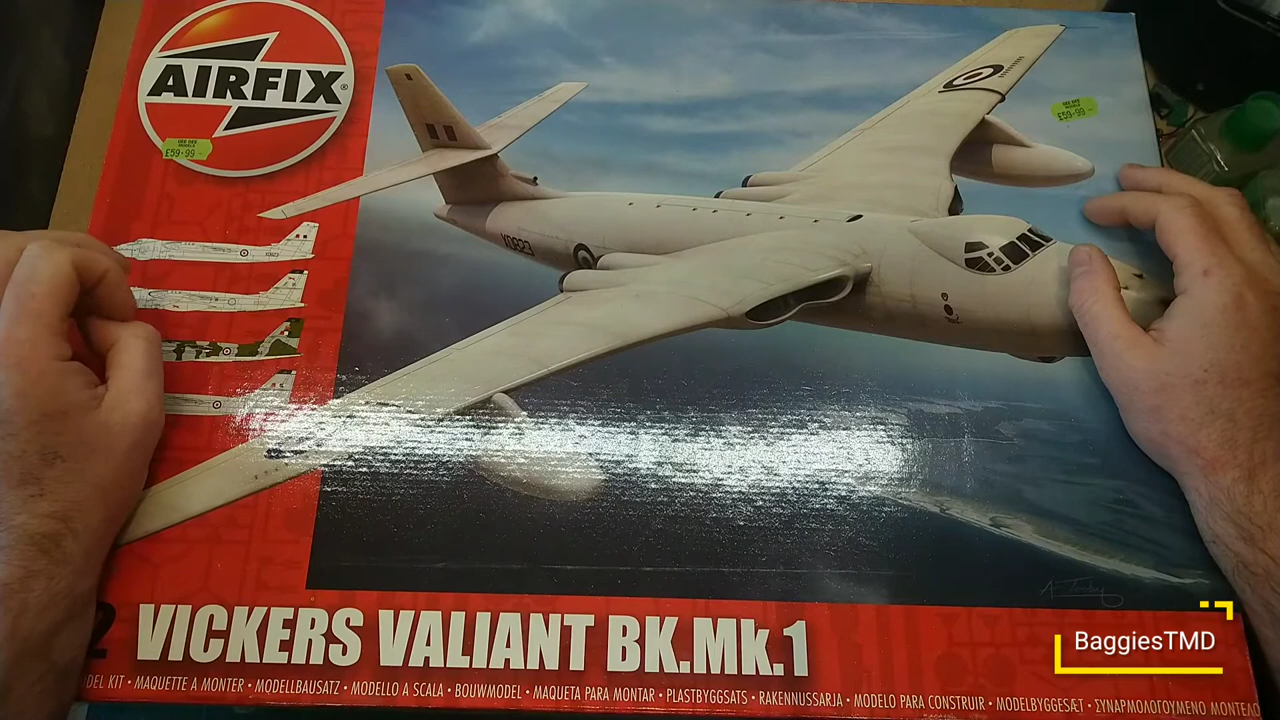 AIRFIX
£59.99
£59.99
XD823
VICKERS VALIANT BK.Mk.1
DEL KIT • MAQUETTE A MONTER • MODELLBAUSATZ • MODELLO A SCALA • BOUWMODEL • MAQUETA PARA MONTAR • PLASTBYGGSATS • RAKENNUSSARJA • MODELO PARA CONSTRUIR • MODELBYGGESÆT • ΣΥΝΑΡΜΟΛΟΓΟΥΜΕΝΟ ΜΟΝΤΕΛΟ
BaggiesTMD